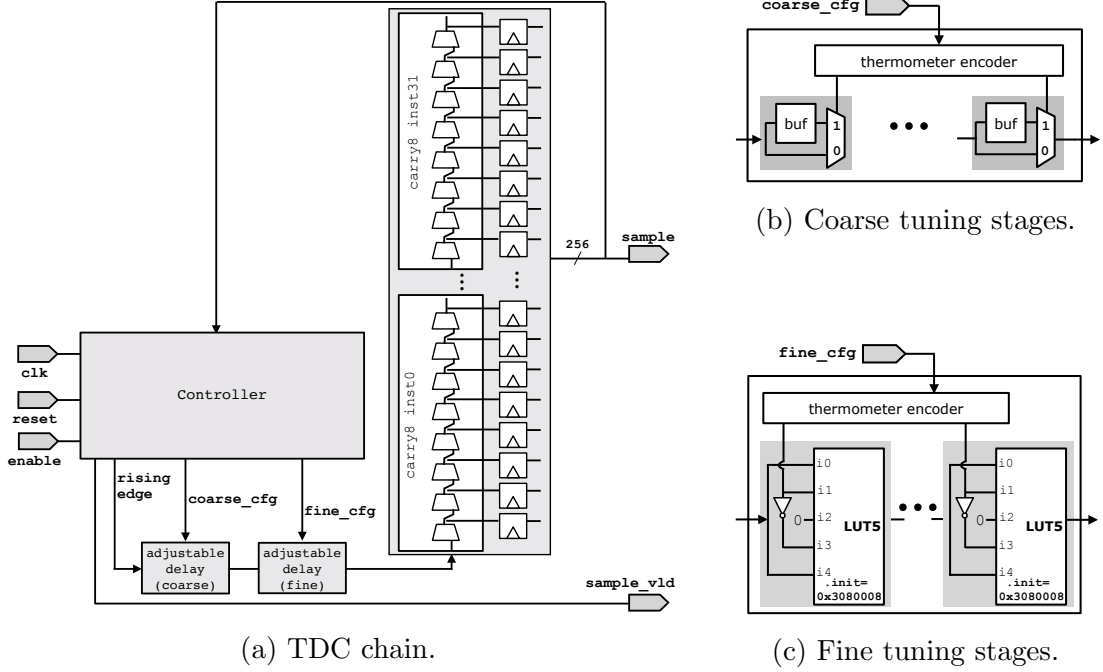 carry8 inst31
256
sample
carry8 inst0
clk
reset
enable
Controller
rising
edge
coarse_cfg
fine_cfg
adjustable
delay
(coarse)
adjustable
delay
(fine)
sample_vld
(a) TDC chain.
coarse_cfg
thermometer encoder
buf
1
0
buf
1
0
(b) Coarse tuning stages.
fine_cfg
thermometer encoder
i0
i1
0
i2
i3
i4
LUT5
.init=
0x3080008
i0
i1
0
i2
i3
i4
LUT5
.init=
0x3080008
(c) Fine tuning stages.